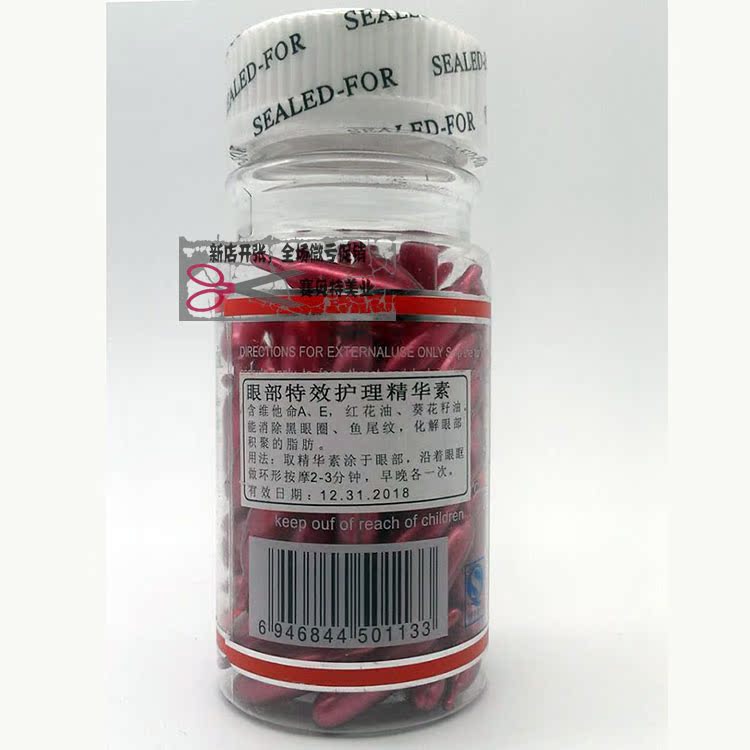 SEALED-FOR
SEALED-FOR
SEALED-FOR
新店开张，全场微亏促销
赛贝特美业
DIRECTIONS FOR EXTERNALUSE ONLY
眼部特效护理精华素
含维他命A、E，红花油、葵花籽油，
能消除黑眼圈、鱼尾纹，化解眼部
积聚的脂肪。
用法：取精华素涂于眼部，沿着眼眶
做环形按摩2-3分钟，早晚各一次。
有效日期：12.31.2018
keep ouf of reach of children
6 946844 501133